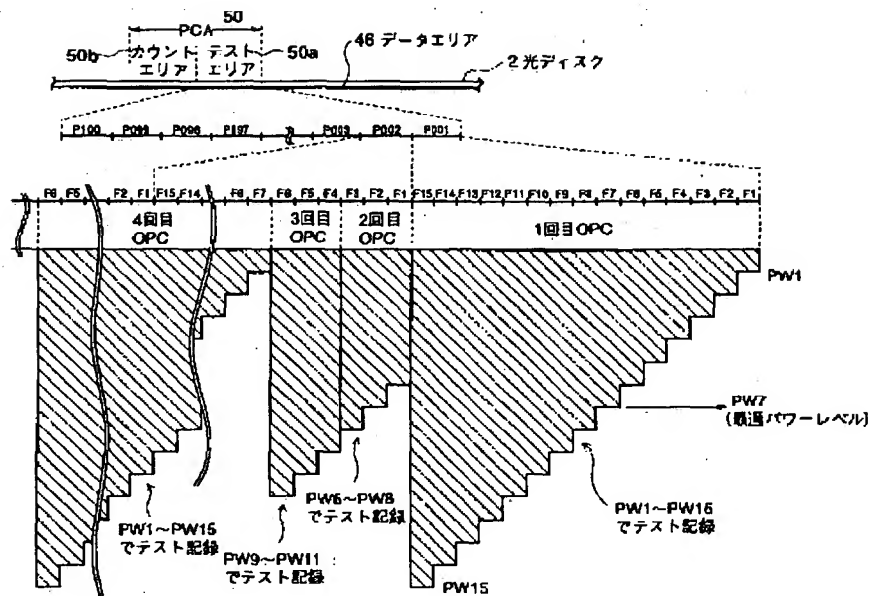 50
PCA
50b カウント テスト 50a
エリア エリア
46 データエリア
2光ディスク
P100 P099 P098 P097 P003 P002 P001
F6 F5 F2 F1 F15 F14 F8 F7 F6 F5 F4 F3 F2 F1 F15 F14 F13 F12 F11 F10 F9 F8 F7 F6 F5 F4 F3 F2 F1
4回目 3回目 2回目 1回目OPC
OPC OPC OPC
PW1
PW7
(最適パワーレベル)
PW6~PW8
でテスト記録
PW1~PW15
でテスト記録
PW1~PW15
でテスト記録
PW9~PW11
でテスト記録
PW15